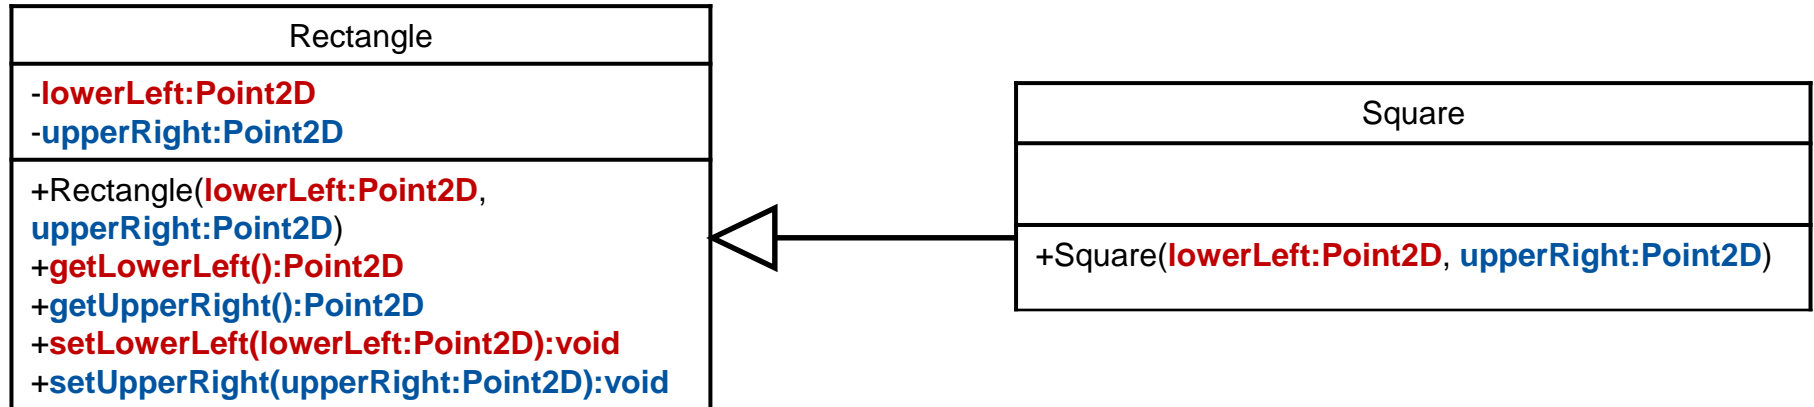 Rectangle
-lowerLeft:Point2D
-upperRight:Point2D
+Rectangle(lowerLeft:Point2D,
upperRight:Point2D)
+getLowerLeft():Point2D
+getUpperRight():Point2D
+setLowerLeft(lowerLeft:Point2D):void
+setUpperRight(upperRight:Point2D):void
Square
+Square(lowerLeft:Point2D, upperRight:Point2D)